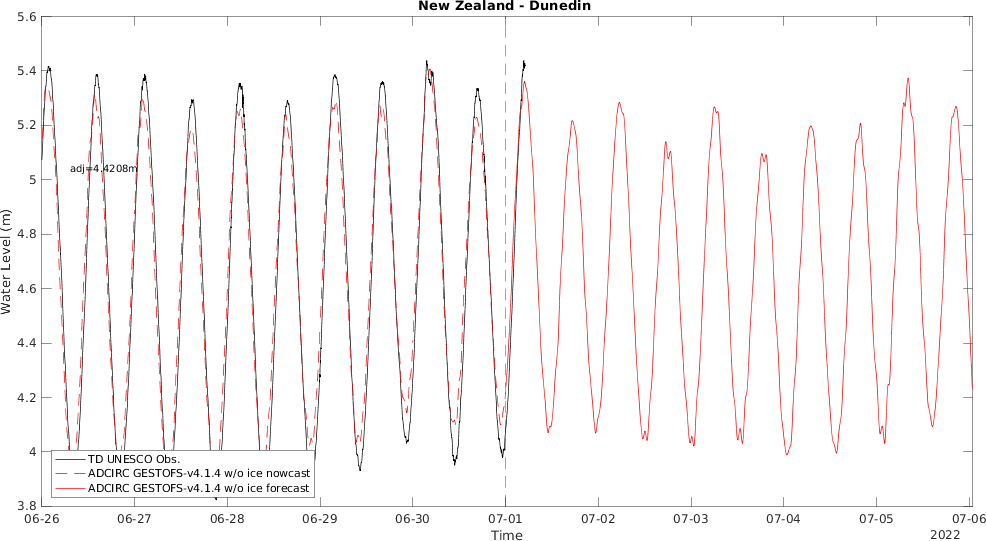 New Zealand - Dunedin
5.6
5.4
5.2
5
4.8
4.6
4.4
4.2
4
3.8
Water Level (m)
adj=4.4208m
TD UNESCO Obs.
ADCIRC GESTOFS-v4.1.4 w/o ice nowcast
ADCIRC GESTOFS-v4.1.4 w/o ice forecast
06-26 06-27 06-28 06-29 06-30 07-01 07-02 07-03 07-04 07-05 07-06
Time
2022